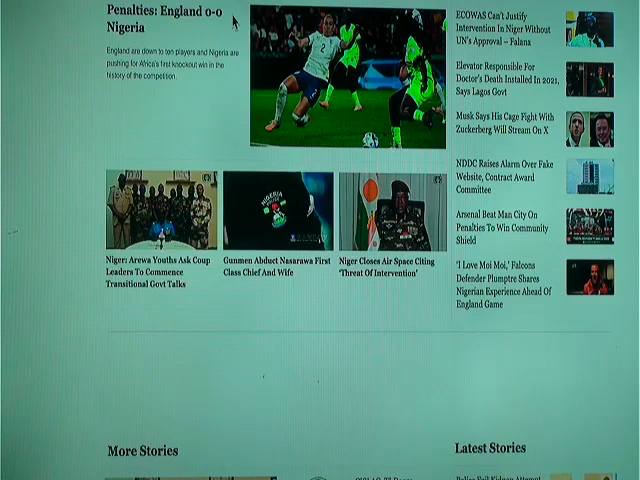 Penalties: England 0-0
Nigeria
England are down to ten players and Nigeria are
pushing for Africa's first knockout win in the
history of the competition.
2
ECOWAS Can't Justify
Intervention In Niger Without
UN's Approval – Falana
Elevator Responsible For
Doctor's Death Installed In 2021,
Says Lagos Govt
Musk Says His Cage Fight With
Zuckerberg Will Stream On X
NDDC Raises Alarm Over Fake
Website, Contract Award
Committee
Arsenal Beat Man City On
Penalties To Win Community
Shield
'I Love Moi Moi,' Falcons
Defender Plumptre Shares
Nigerian Experience Ahead Of
England Game
NIGERIA
Niger: Arewa Youths Ask Coup
Leaders To Commence
Transitional Govt Talks
Gunmen Abduct Nasarawa First
Class Chief And Wife
Niger Closes Air Space Citing
'Threat Of Intervention'
More Stories
Latest Stories